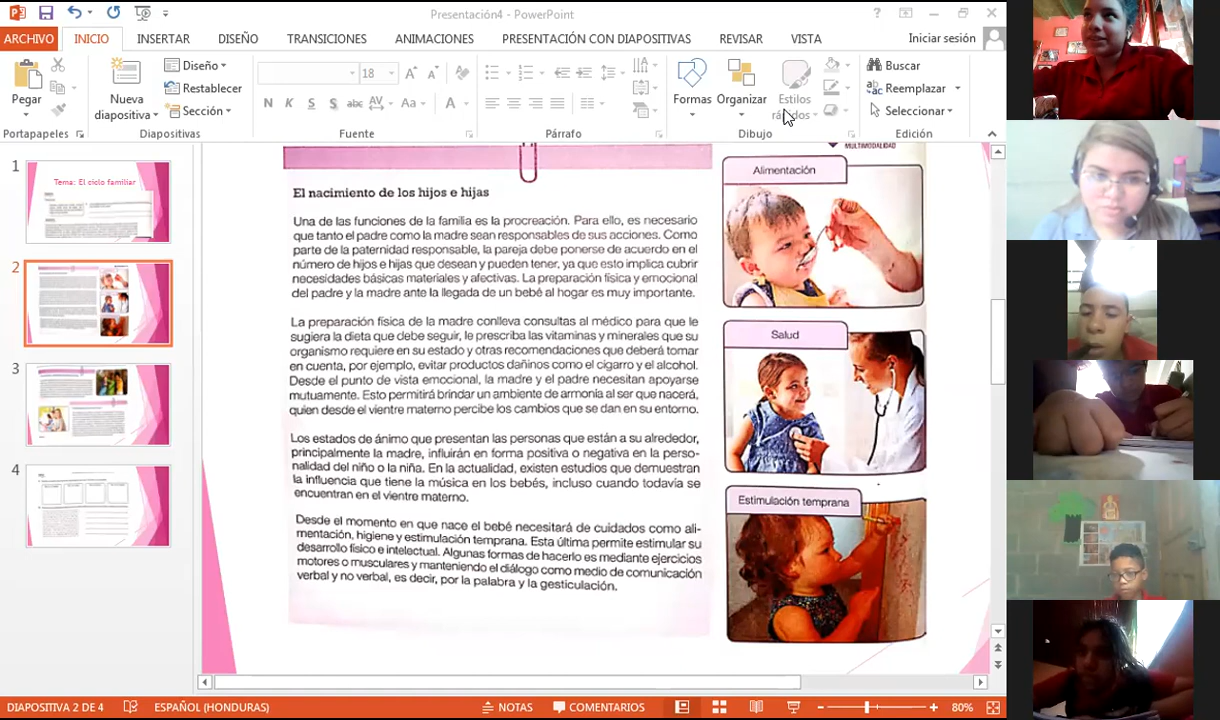 Presentación4 - PowerPoint
ARCHIVO INICIO INSERTAR DISEÑO TRANSICIONES ANIMACIONES PRESENTACIÓN CON DIAPOSITIVAS REVISAR VISTA Iniciar sesión
Pegar
Nueva diapositiva
Diseño
Restablecer
Sección
18
N K S S abc AV Aa A
Formas
Organizar
Estilos rápidos
Buscar
Reemplazar
Seleccionar
Portapapeles Diapositivas Fuente Párrafo Dibujo Edición
1
Tema: El ciclo familiar
2
3
4
MULTIMODALIDAD
El nacimiento de los hijos e hijas
Una de las funciones de la familia es la procreación. Para ello, es necesario
que tanto el padre como la madre sean responsables de sus acciones. Como
parte de la paternidad responsable, la pareja debe ponerse de acuerdo en el
número de hijos e hijas que desean y pueden tener, ya que esto implica cubrir
necesidades básicas materiales y afectivas. La preparación física y emocional
del padre y la madre ante la llegada de un bebé al hogar es muy importante.
La preparación física de la madre conlleva consultas al médico para que le
sugiera la dieta que debe seguir, le prescriba las vitaminas y minerales que su
organismo requiere en su estado y otras recomendaciones que deberá tomar
en cuenta, por ejemplo, evitar productos dañinos como el cigarro y el alcohol.
Desde el punto de vista emocional, la madre y el padre necesitan apoyarse
mutuamente. Esto permitirá brindar un ambiente de armonía al ser que nacerá,
quien desde el vientre materno percibe los cambios que se dan en su entorno.
Los estados de ánimo que presentan las personas que están a su alrededor,
principalmente la madre, influirán en forma positiva o negativa en la perso-
nalidad del niño o la niña. En la actualidad, existen estudios que demuestran
la influencia que tiene la música en los bebés, incluso cuando todavía se
encuentran en el vientre materno.
Desde el momento en que nace el bebé necesitará de cuidados como ali-
mentación, higiene y estimulación temprana. Esta última permite estimular su
desarrollo físico e intelectual. Algunas formas de hacerlo es mediante ejercicios
motores o musculares y manteniendo el diálogo como medio de comunicación
verbal y no verbal, es decir, por la palabra y la gesticulación.
Alimentación
Salud
Estimulación temprana
DIAPOSITIVA 2 DE 4 ESPAÑOL (HONDURAS) NOTAS COMENTARIOS 80%